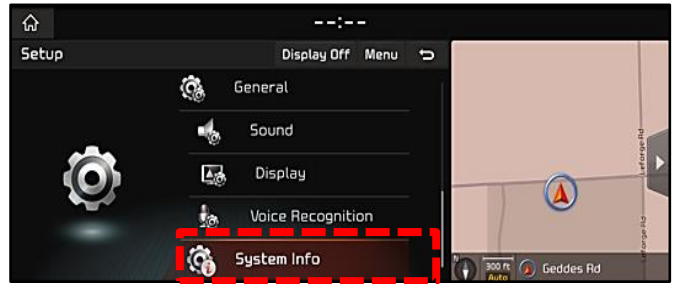 --:--
Setup
Display Off Menu
General
Sound
Display
Voice Recognition
System Info
Leforge Rd
Leforge Rd
N
300 ft
Auto
Geddes Rd